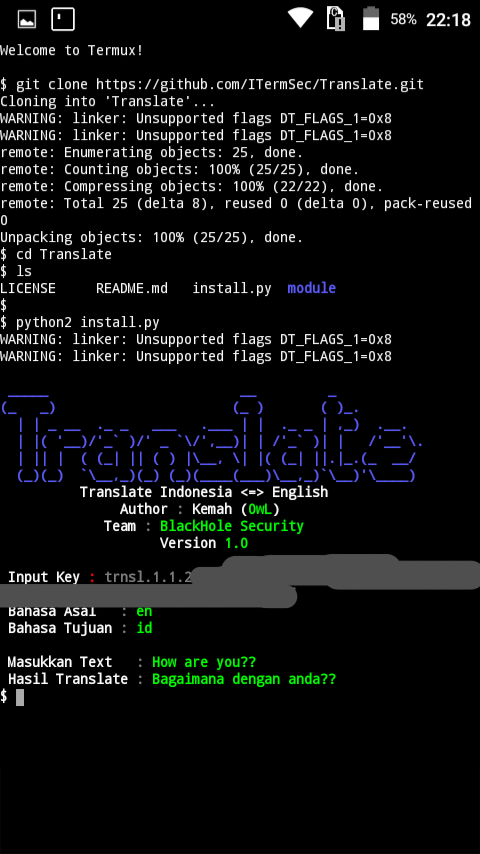 58% 22:18
Welcome to Termux!
$ git clone https://github.com/ITermSec/Translate.git
Cloning into 'Translate'...
WARNING: linker: Unsupported flags DT_FLAGS_1=0x8
WARNING: linker: Unsupported flags DT_FLAGS_1=0x8
remote: Enumerating objects: 25, done.
remote: Counting objects: 100% (25/25), done.
remote: Compressing objects: 100% (22/22), done.
remote: Total 25 (delta 8), reused 0 (delta 0), pack-reused
0
Unpacking objects: 100% (25/25), done.
$ cd Translate
$ ls
LICENSE README.md install.py module
$
$ python2 install.py
WARNING: linker: Unsupported flags DT_FLAGS_1=0x8
WARNING: linker: Unsupported flags DT_FLAGS_1=0x8
Translate
Translate Indonesia <=> English
Author : Kemah (OwL)
Team : BlackHole Security
Version 1.0
Input Key : trnsl.1.1.2
Bahasa Asal : en
Bahasa Tujuan : id
Masukkan Text : How are you??
Hasil Translate : Bagaimana dengan anda??
$